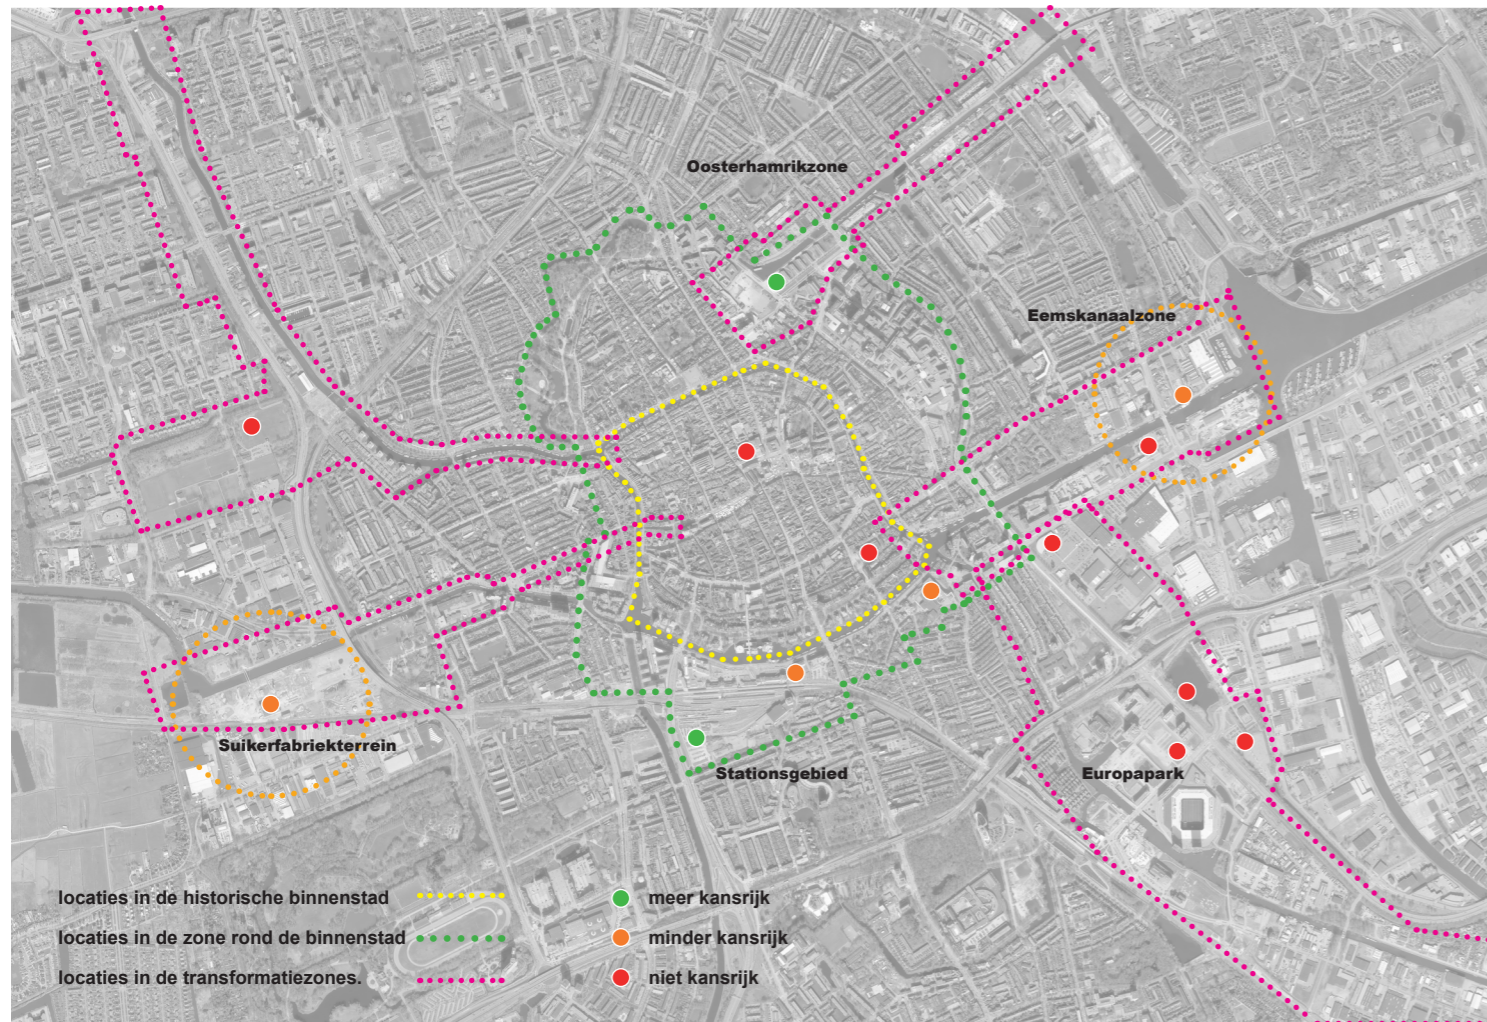 Oosterhamrikzone
Eemskanaalzone
Suikerfabriekterrein
Stationsgebied
Europapark
locaties in de historische binnenstad
meer kansrijk
locaties in de zone rond de binnenstad
minder kansrijk
locaties in de transformatiezones.
niet kansrijk